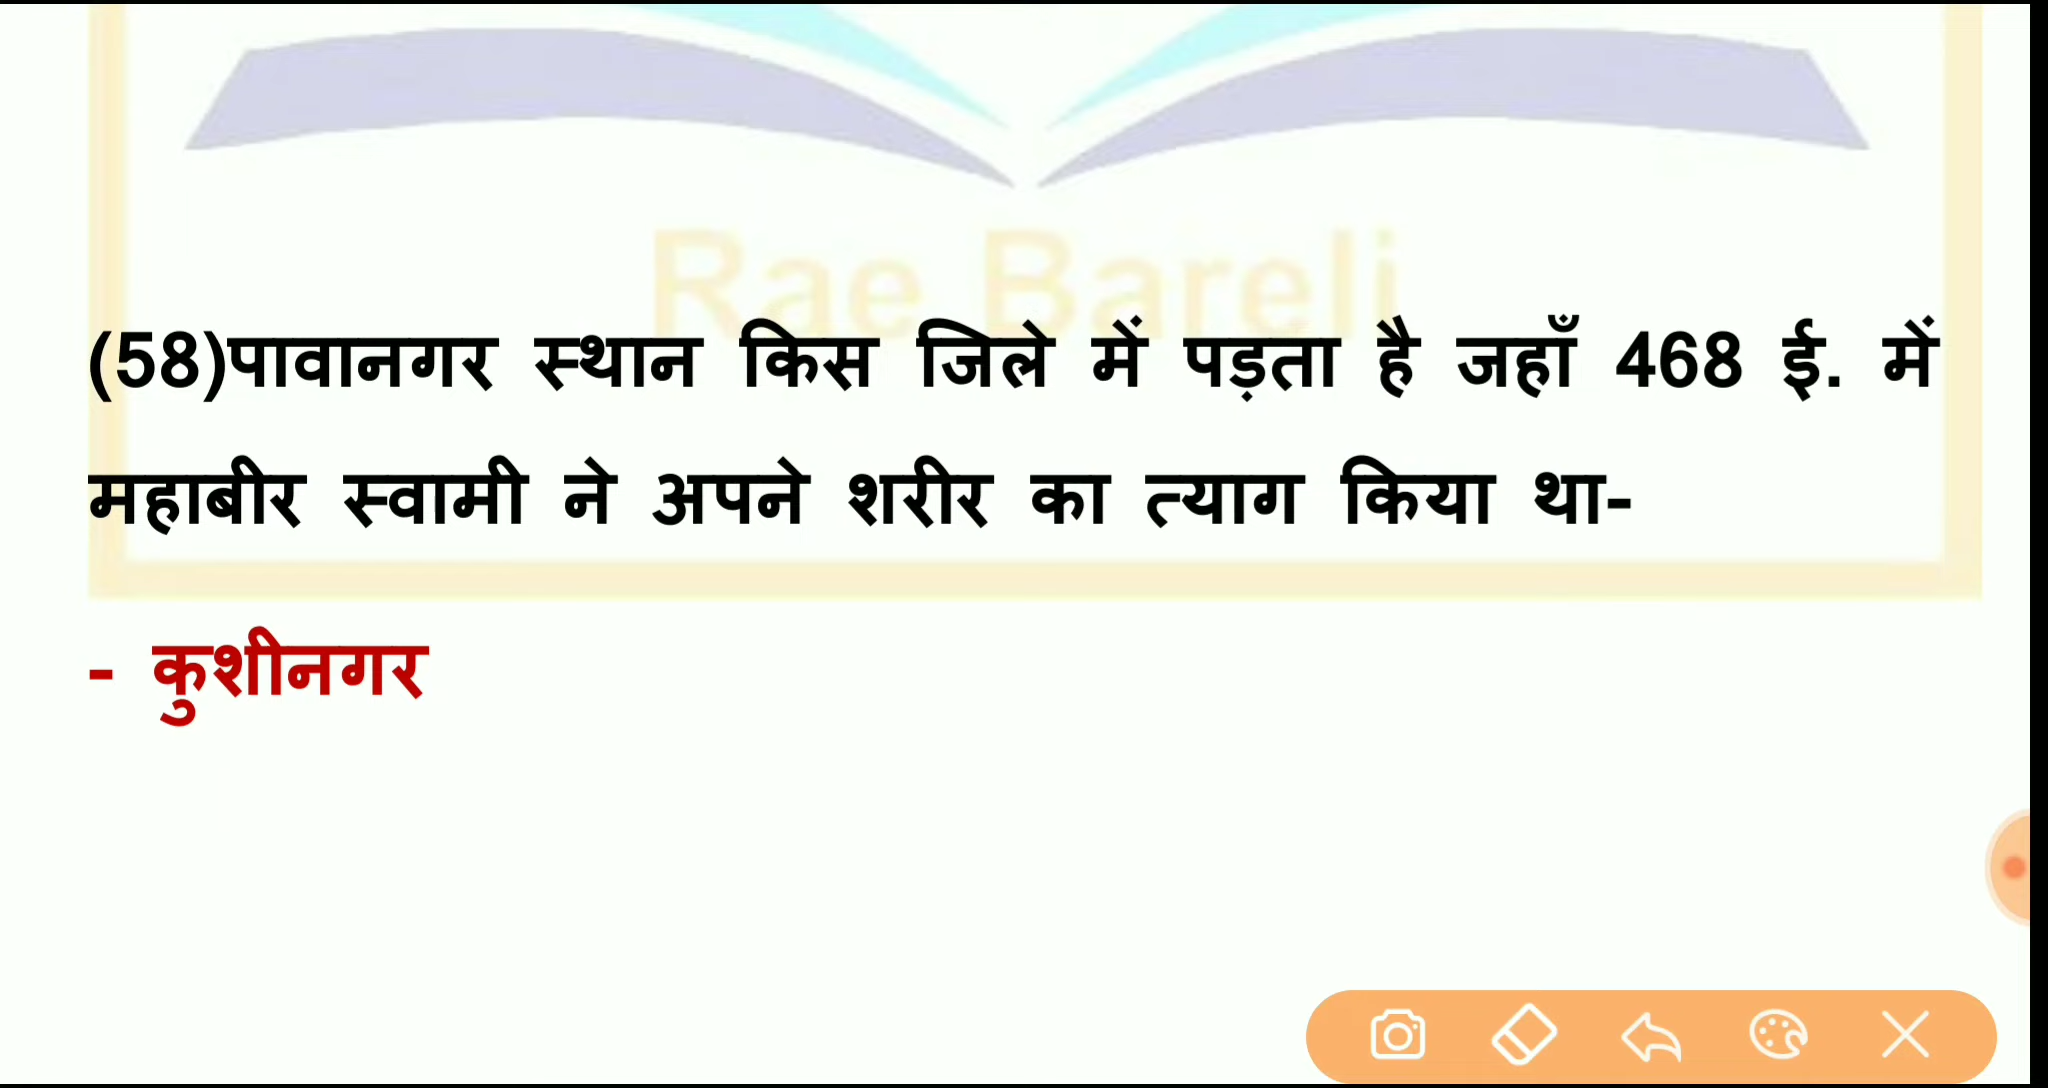 Rae Bareli
(58)पावानगर स्थान किस जिले में पड़ता है जहाँ 468 ई. में
महाबीर स्वामी ने अपने शरीर का त्याग किया था-
- कुशीनगर